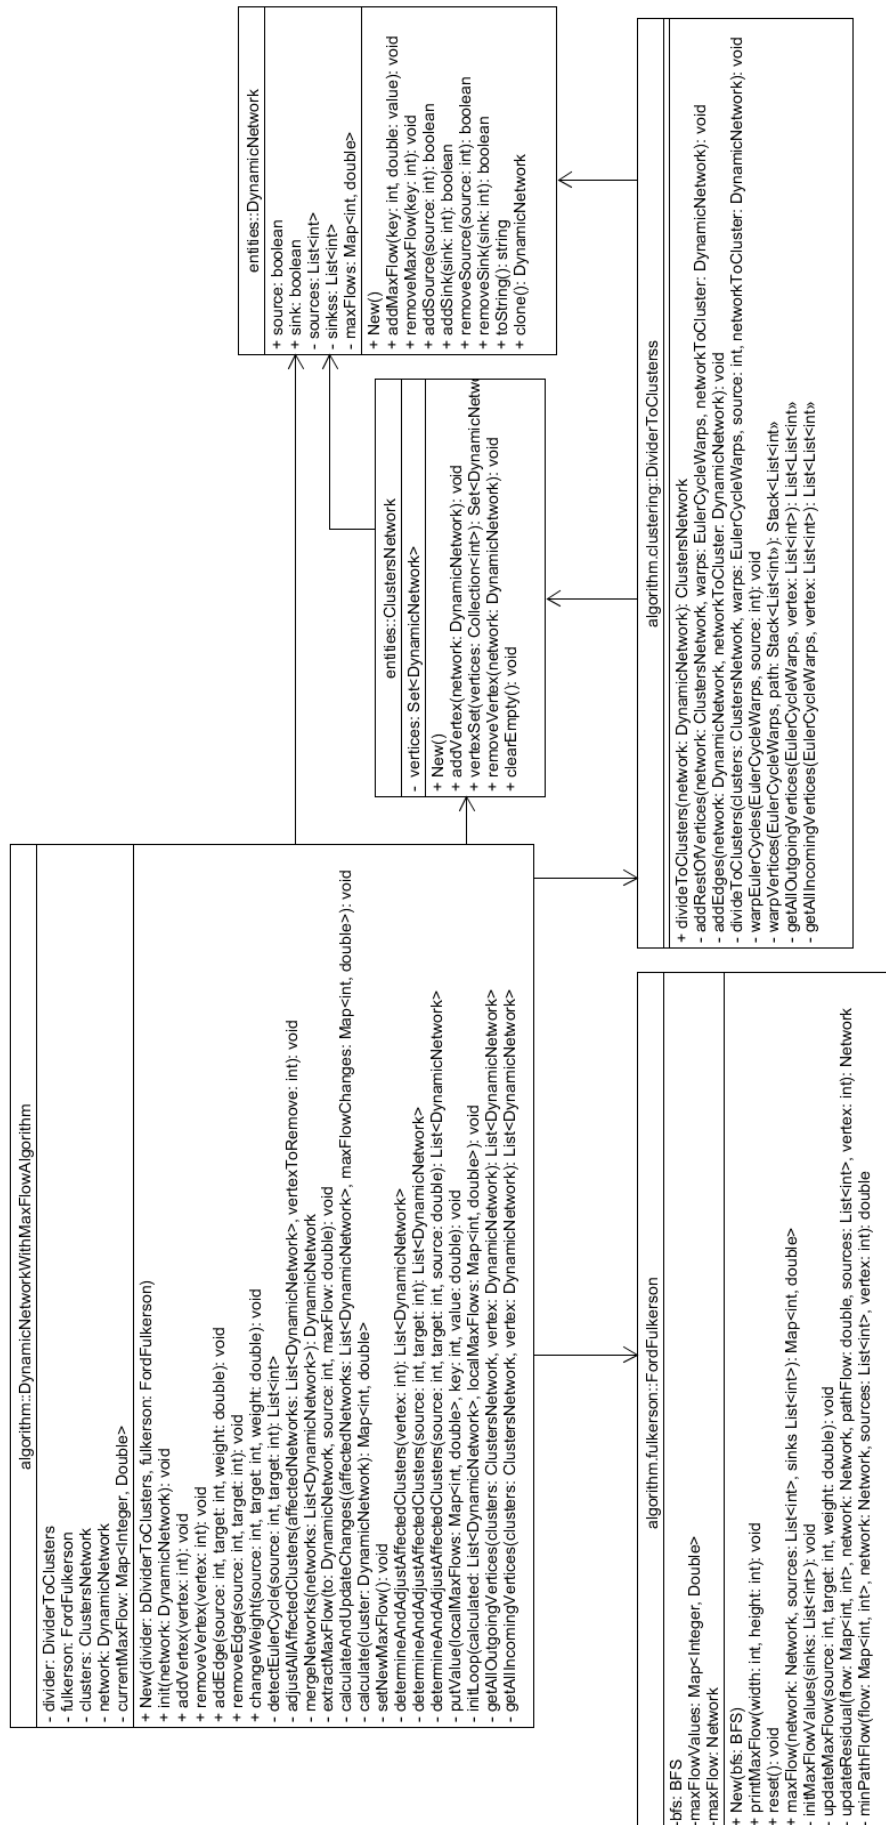 algorithm::DynamicNetworkWithMaxFlowAlgorithm
- divider: DividerToClusters
- fulkerson: FordFulkerson
- clusters: ClustersNetwork
- network: DynamicNetwork
- currentMaxFlow: Map<Integer, Double>
+ New(divider: bDividerToClusters, fulkerson: FordFulkerson)
+ init(network: DynamicNetwork): void
+ addVertex(vertex: int): void
+ removeVertex(vertex: int): void
+ addEdge(source: int, target: int, weight: double): void
+ removeEdge(source: int, target: int): void
+ changeWeight(source: int, target: int, weight: double): void
- detectEulerCycle(source: int, target: int): List<int>
- adjustAllAffectedClusters(affectedNetworks: List<DynamicNetwork>, vertexToRemove: int): void
- mergeNetworks(networks: List<DynamicNetwork>): DynamicNetwork
- extractMaxFlow(to: DynamicNetwork, source: int, maxFlow: double): void
- calculateAndUpdateChanges((affectedNetworks: List<DynamicNetwork>, maxFlowChanges: Map<int, double>): void
- calculate(cluster: DynamicNetwork): Map<int, double>
- setNewMaxFlow(): void
- determineAndAdjustAffectedClusters(vertex: int): List<DynamicNetwork>
- determineAndAdjustAffectedClusters(source: int, target: int): List<DynamicNetwork>
- determineAndAdjustAffectedClusters(source: int, target: int, source: double): List<DynamicNetwork>
- putValue(localMaxFlows: Map<int, double>, key: int, value: double): void
- initLoop(calculated: List<DynamicNetwork>, localMaxFlows: Map<int, double>): void
- getAllOutgoingVertices(clusters: ClustersNetwork, vertex: DynamicNetwork): List<DynamicNetwork>
- getAllIncomingVertices(clusters: ClustersNetwork, vertex: DynamicNetwork): List<DynamicNetwork>
entities::DynamicNetwork
+ source: boolean
+ sink: boolean
- sources: List<int>
- sinkss: List<int>
- maxFlows: Map<int, double>
+ New()
+ addMaxFlow(key: int, double: value): void
+ removeMaxFlow(key: int): void
+ addSource(source: int): boolean
+ addSink(sink: int): boolean
+ removeSource(source: int): boolean
+ removeSink(sink: int): boolean
+ toString(): string
+ clone(): DynamicNetwork
entities::ClustersNetwork
- vertices: Set<DynamicNetwork>
+ New()
+ addVertex(network: DynamicNetwork): void
+ vertexSet(vertices: Collection<int>): Set<DynamicNetw
+ removeVertex(network: DynamicNetwork): void
+ clearEmpty(): void
algorithm.fulkerson::FordFulkerson
-bfs: BFS
-maxFlowValues: Map<Integer, Double>
-maxFlow: Network
+ New(bfs: BFS)
+ printMaxFlow(width: int, height: int): void
+ reset(): void
+ maxFlow(network: Network, sources: List<int>, sinks List<int>): Map<int, double>
- initMaxFlowValues(sinks: List<int>): void
- updateMaxFlow(source: int, target: int, weight: double): void
- updateResidual(flow: Map<int, int>, network: Network, pathFlow: double, sources: List<int>, vertex: int): Network
- minPathFlow(flow: Map<int, int>, network: Network, sources: List<int>, vertex: int): double
algorithm.clustering::DividerToClusterss
+ divideToClusters(network: DynamicNetwork): ClustersNetwork
- addRestOfVertices(network: ClustersNetwork, warps: EulerCycleWarps, networkToCluster: DynamicNetwork): void
- addEdges(network: DynamicNetwork, networkToCluster: DynamicNetwork): void
- divideToClusters(clusters: ClustersNetwork, warps: EulerCycleWarps, source: int, networkToCluster: DynamicNetwork): void
- warpEulerCycles(EulerCycleWarps, source: int): void
- warpVertices(EulerCycleWarps, path: Stack<List<int»): Stack<List<int»
- getAllOutgoingVertices(EulerCycleWarps, vertex: List<int>): List<List<int»
- getAllIncomingVertices(EulerCycleWarps, vertex: List<int>): List<List<int»